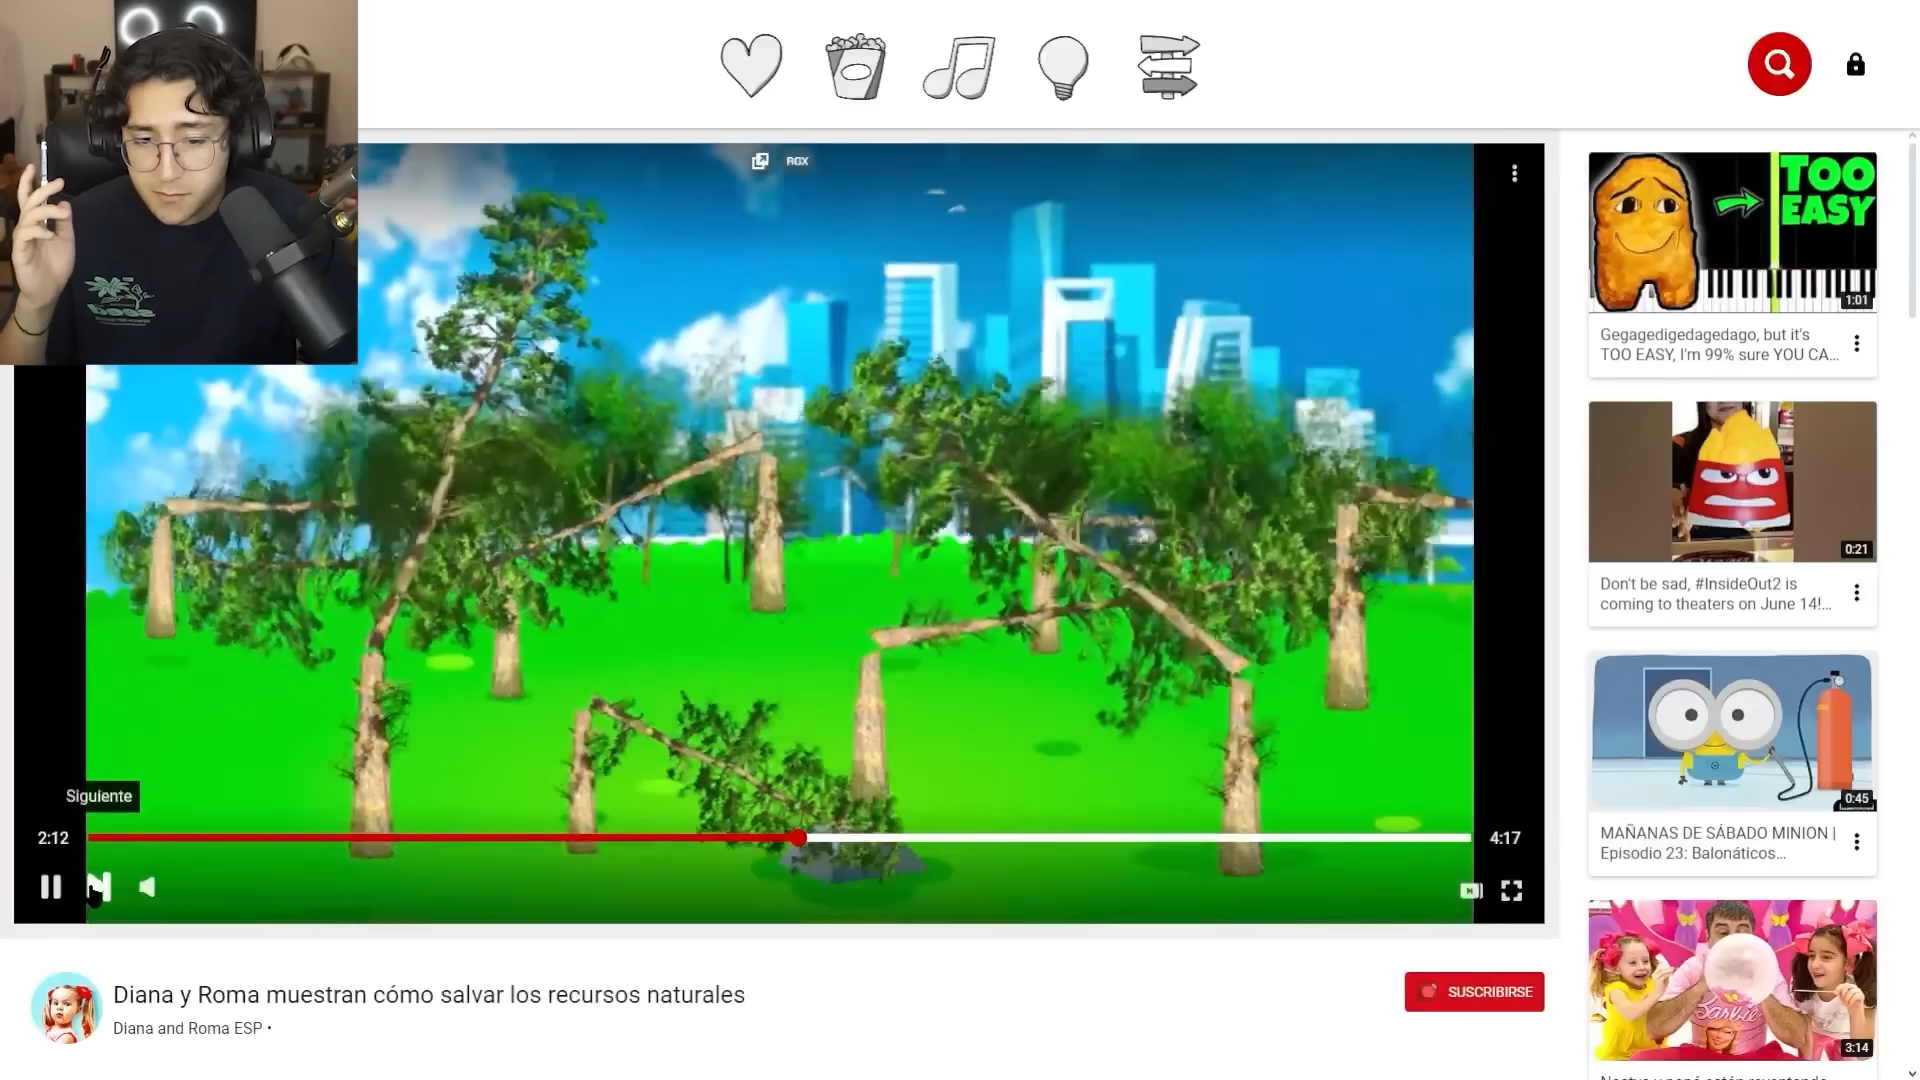 RGX
TOO
EASY
1:01
Gegagedigedagedago, but it's
TOO EASY, I'm 99% sure YOU CA...
0:21
Don't be sad, #InsideOut2 is
coming to theaters on June 14!...
0:45
MAÑANAS DE SÁBADO MINION |
Episodio 23: Balonáticos...
Barbie
3:14
Siguiente
2:12
4:17
Diana y Roma muestran cómo salvar los recursos naturales
Diana and Roma ESP •
SUSCRIBIRSE